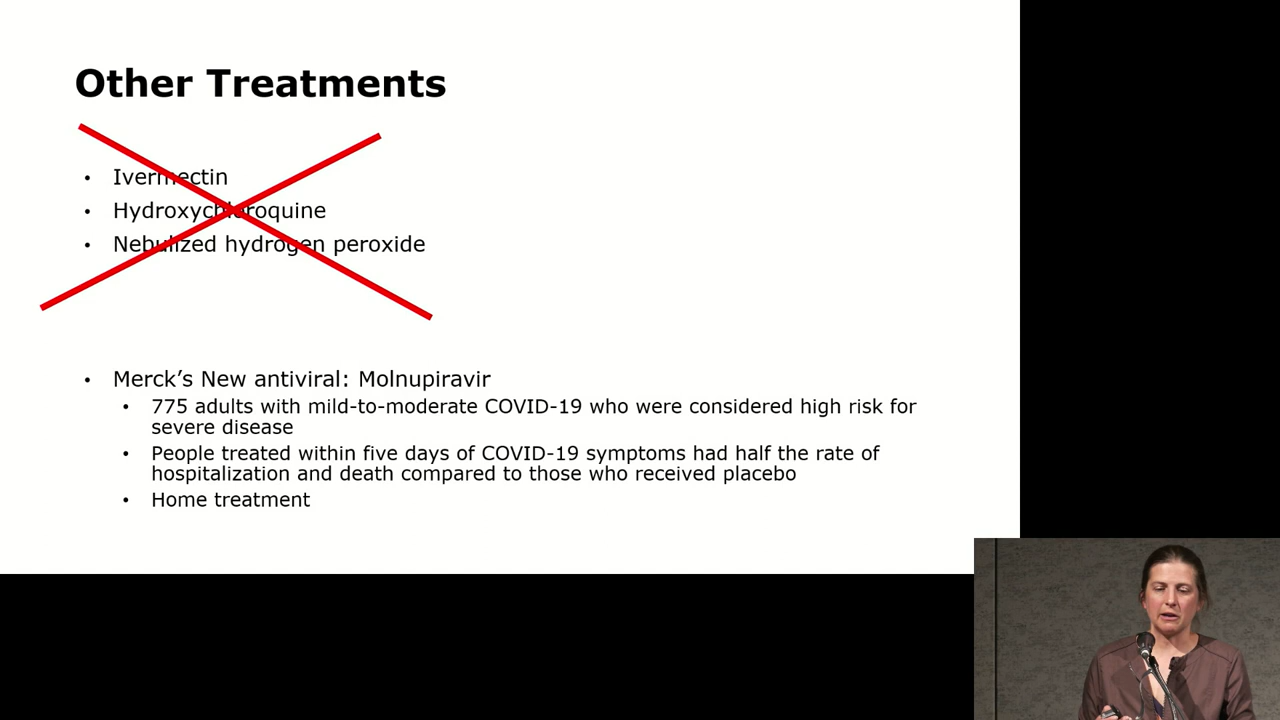 Other Treatments
• Ivermectin
• Hydroxychloroquine
• Nebulized hydrogen peroxide
• Merck’s New antiviral: Molnupiravir
• 775 adults with mild-to-moderate COVID-19 who were considered high risk for
severe disease
• People treated within five days of COVID-19 symptoms had half the rate of
hospitalization and death compared to those who received placebo
• Home treatment